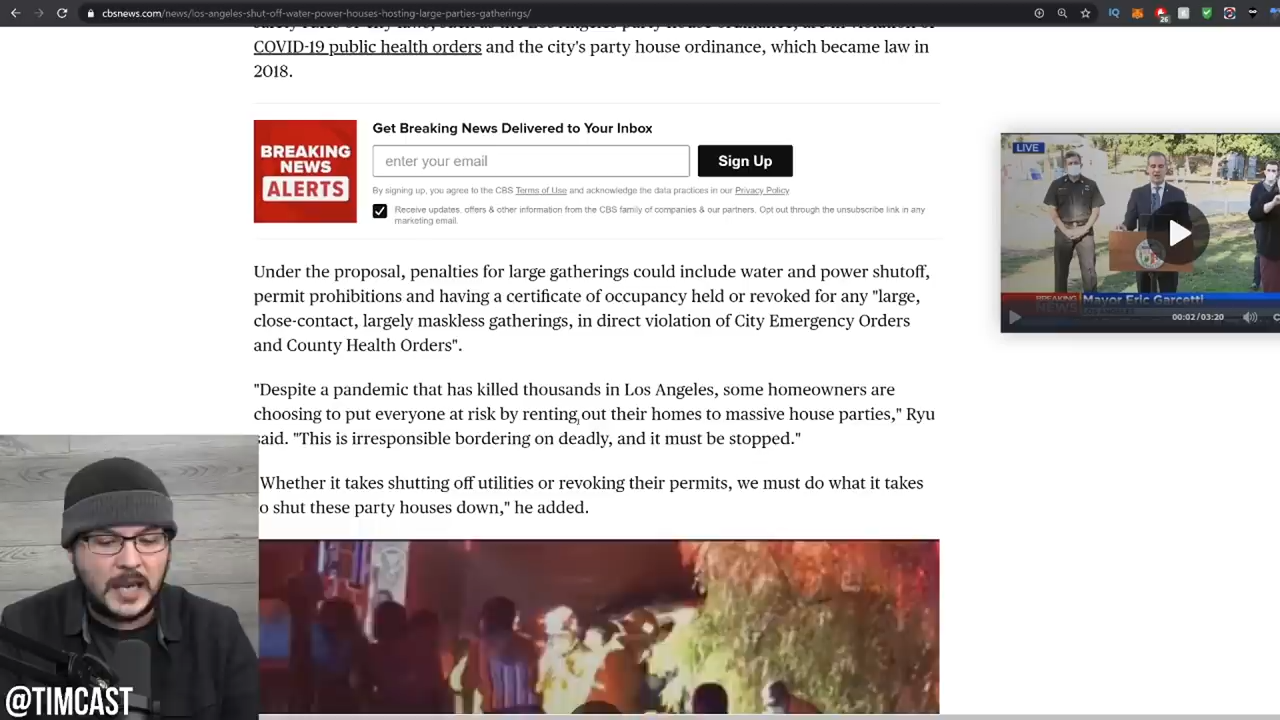 cbsnews.com/news/los-angeles-shut-off-water-power-houses-hosting-large-parties-gatherings/
26
COVID-19 public health orders and the city's party house ordinance, which became law in
2018.
BREAKING
NEWS
ALERTS
Get Breaking News Delivered to Your Inbox
enter your email
Sign Up
By signing up, you agree to the CBS Terms of Use and acknowledge the data practices in our Privacy Policy
Receive updates, offers & other information from the CBS family of companies & our partners. Opt out through the unsubscribe link in any
marketing email.
LIVE
BREAKING
NEWS
Mayor Eric Garcetti
LOS ANGELES
00:02/03:20
Under the proposal, penalties for large gatherings could include water and power shutoff,
permit prohibitions and having a certificate of occupancy held or revoked for any "large,
close-contact, largely maskless gatherings, in direct violation of City Emergency Orders
and County Health Orders".
"Despite a pandemic that has killed thousands in Los Angeles, some homeowners are
choosing to put everyone at risk by renting out their homes to massive house parties," Ryu
said. "This is irresponsible bordering on deadly, and it must be stopped."
Whether it takes shutting off utilities or revoking their permits, we must do what it takes
o shut these party houses down," he added.
@TIMCAST